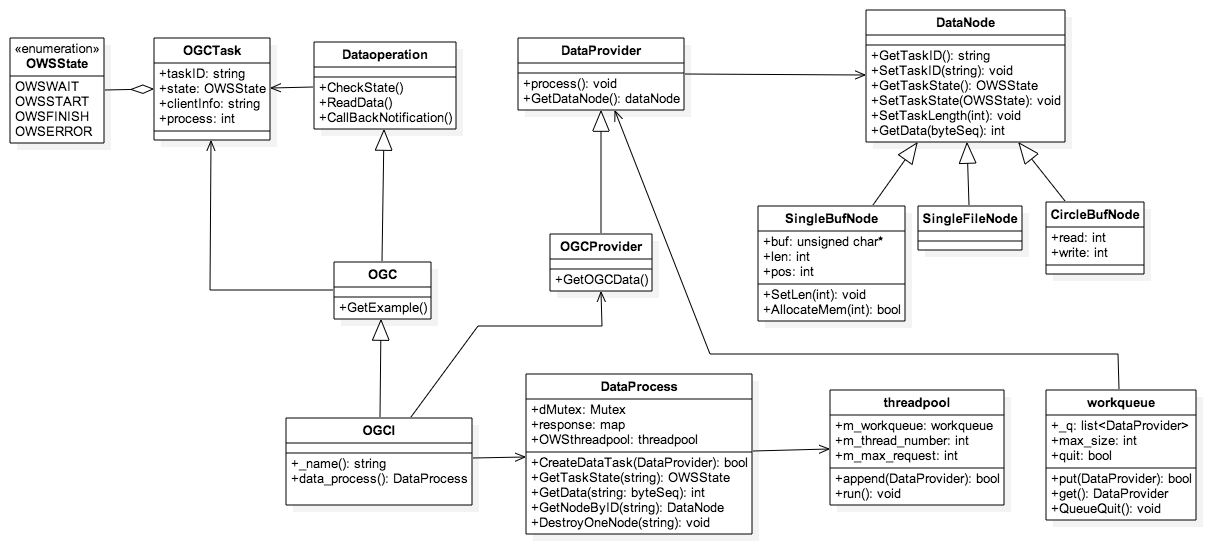 «enumeration»
OWSState
OWSWAIT
OWSSTART
OWSFINISH
OWSERROR
OGCTask
+taskID: string
+state: OWSState
+clientInfo: string
+process: int
Dataoperation
+CheckState()
+ReadData()
+CallBackNotification()
DataProvider
+process(): void
+GetDataNode(): dataNode
DataNode
+GetTaskID(): string
+SetTaskID(string): void
+GetTaskState(): OWSState
+SetTaskState(OWSState): void
+SetTaskLength(int): void
+GetData(byteSeq): int
SingleBufNode
+buf: unsigned char*
+len: int
+pos: int
+SetLen(int): void
+AllocateMem(int): bool
SingleFileNode
CircleBufNode
+read: int
+write: int
OGC
+GetExample()
OGCProvider
+GetOGCData()
OGCI
+_name(): string
+data_process(): DataProcess
DataProcess
+dMutex: Mutex
+response: map
+OWSthreadpool: threadpool
+CreateDataTask(DataProvider): bool
+GetTaskState(string): OWSState
+GetData(string: byteSeq): int
+GetNodeByID(string): DataNode
+DestroyOneNode(string): void
threadpool
+m_workqueue: workqueue
+m_thread_number: int
+m_max_request: int
+append(DataProvider): bool
+run(): void
workqueue
+_q: list<DataProvider>
+max_size: int
+quit: bool
+put(DataProvider): bool
+get(): DataProvider
+QueueQuit(): void